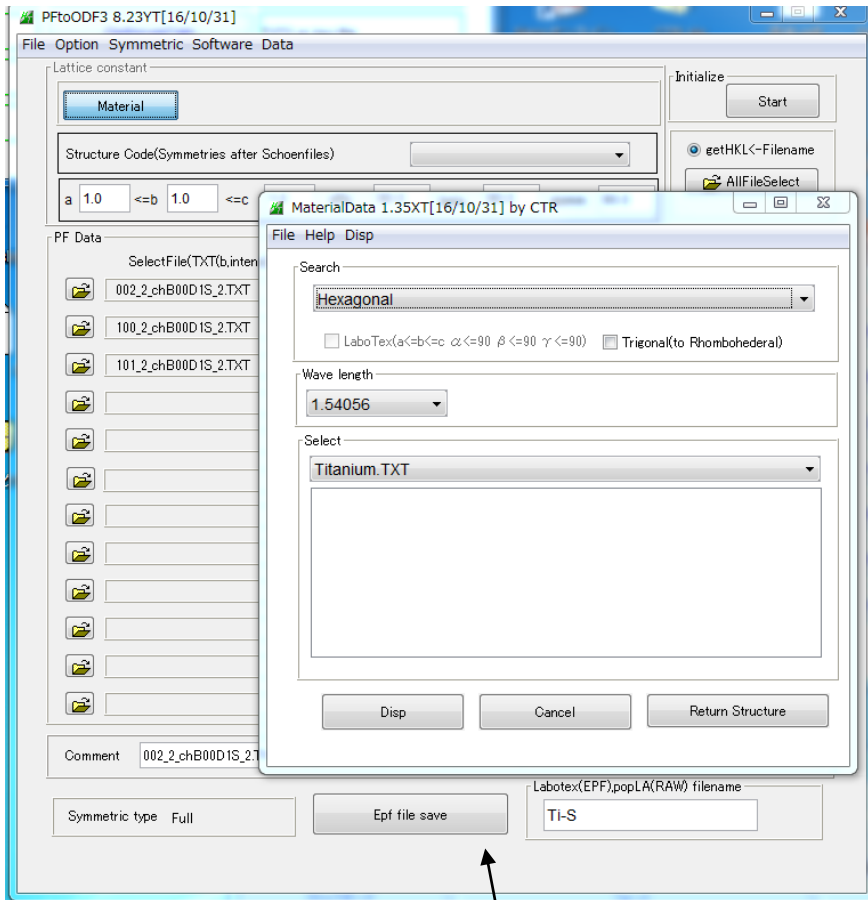 PFtoODF3 8.23YT[16/10/31]
File Option Symmetric Software Data
Lattice constant
Material
Initialize
Start
Structure Code(Symmetries after Schoenfiles)
getHKL<-Filename
AllFileSelect
a 1.0 <=b 1.0 <=c
PF Data
SelectFile(TXT(b,inten
002_2_chB00D1S_2.TXT
100_2_chB00D1S_2.TXT
101_2_chB00D1S_2.TXT
MaterialData 1.35XT[16/10/31] by CTR
File Help Disp
Search
Hexagonal
LaboTex(a<=b<=c α<=90 β<=90 γ<=90) Trigonal(to Rhombohederal)
Wave length
1.54056
Select
Titanium.TXT
Disp Cancel Return Structure
Comment 002_2_chB00D1S_2.T
Symmetric type Full
Epf file save
Labotex(EPF),popLA(RAW) filename
Ti-S